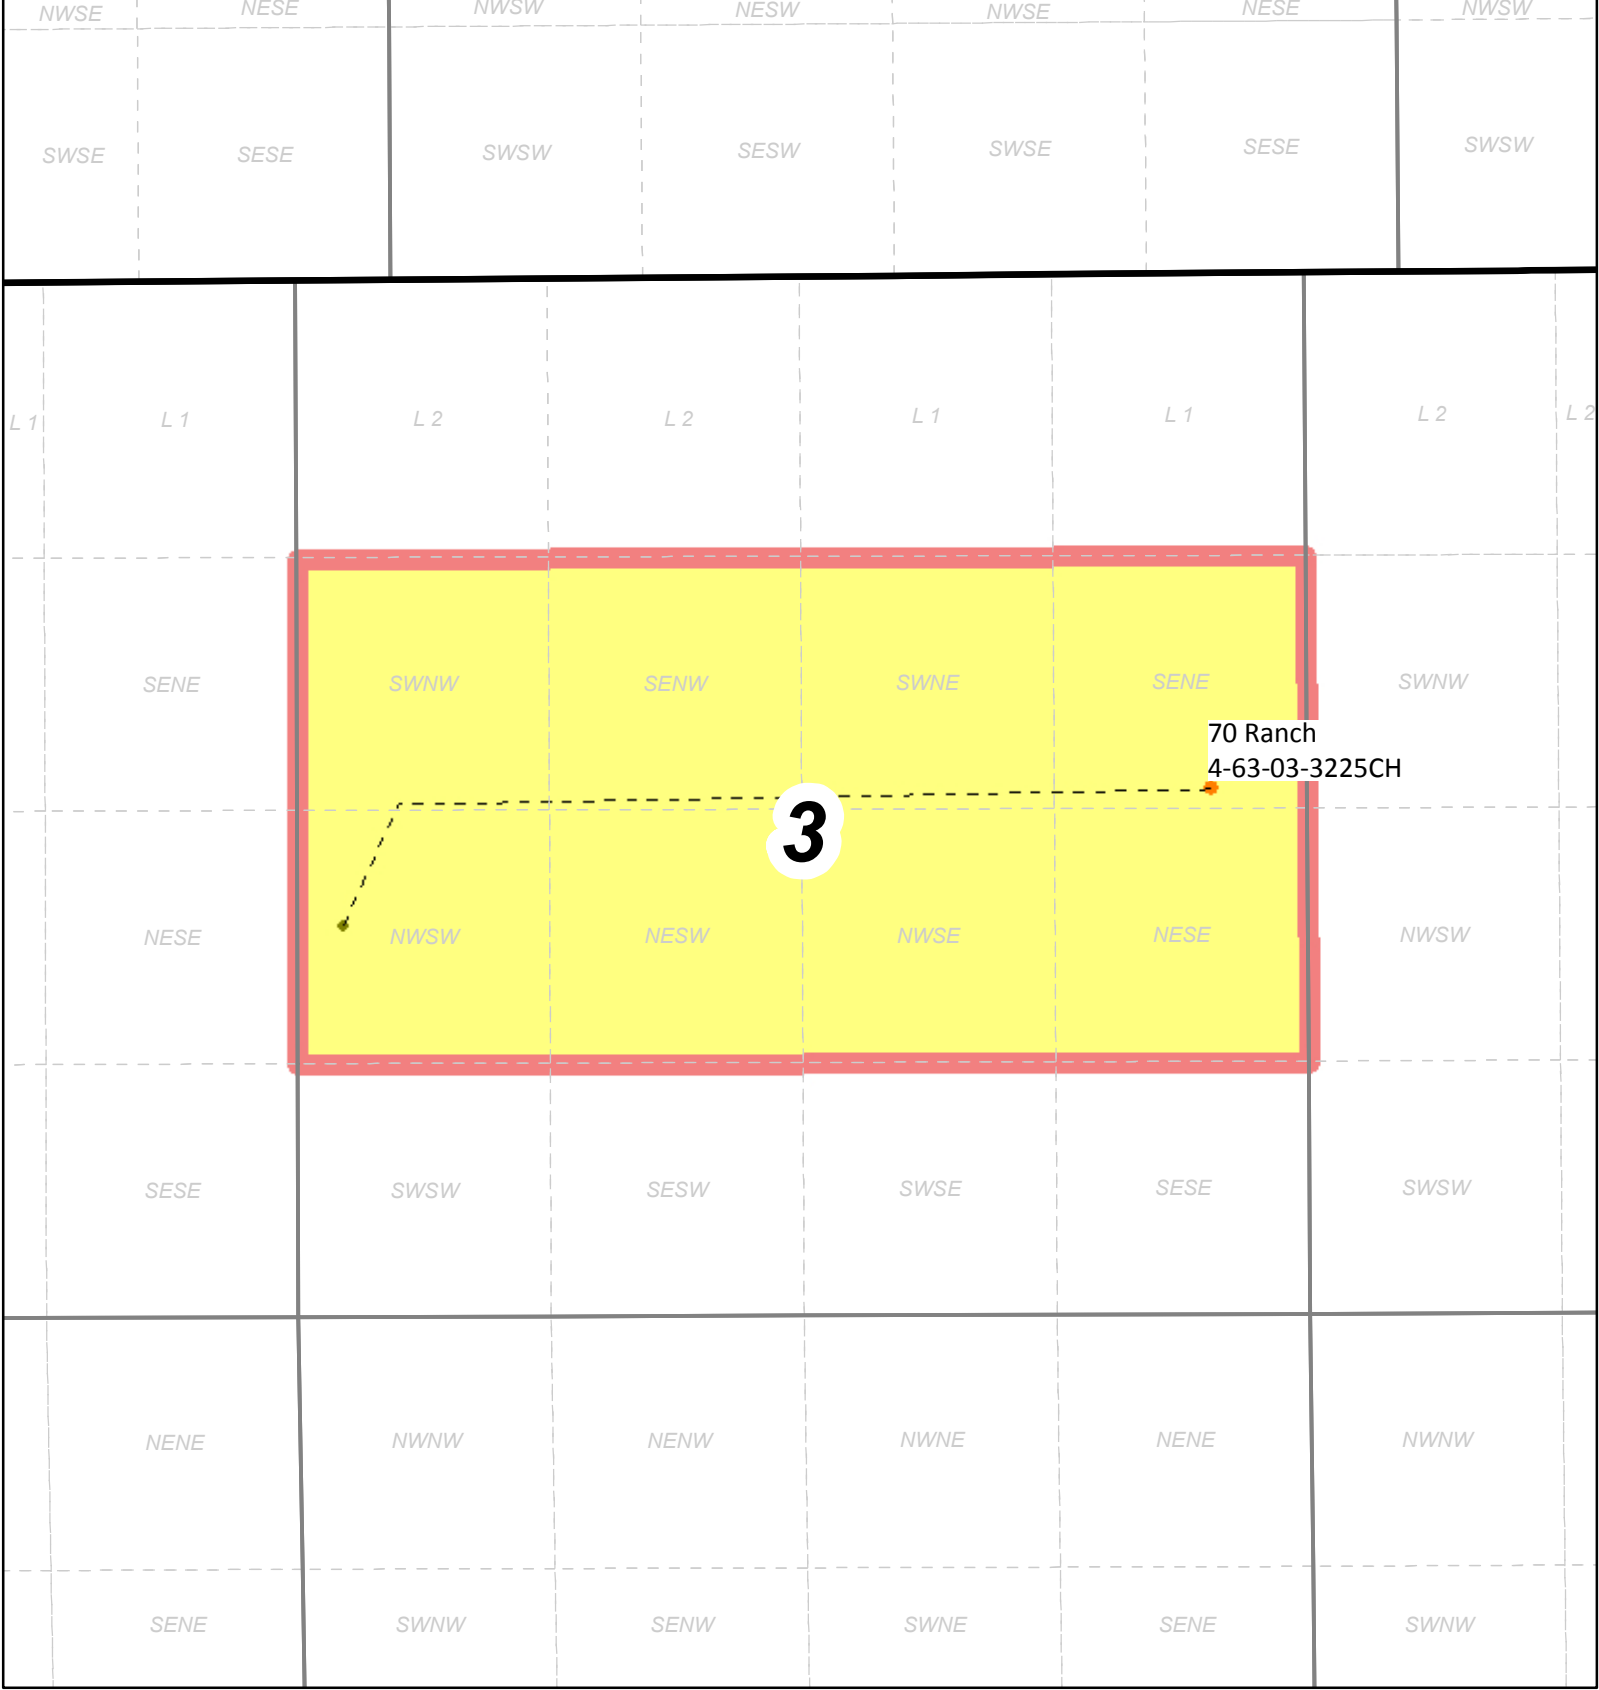 NWSE NESE NWSW NESW NWSE NESE NWSW
SWSE SESE SWSW SESW SWSE SESE SWSW
L 1 L 1 L 2 L 2 L 1 L 1 L 2 L 2
SENE SWNW SENW SWNE SENE SWNW
70 Ranch
4-63-03-3225CH
3
NESE NWSW NESW NWSE NESE NWSW
SESE SWSW SESW SWSE SESE SWSW
NENE NWNW NENW NWNE NENE NWNW
SENE SWNW SENW SWNE SENE SWNW